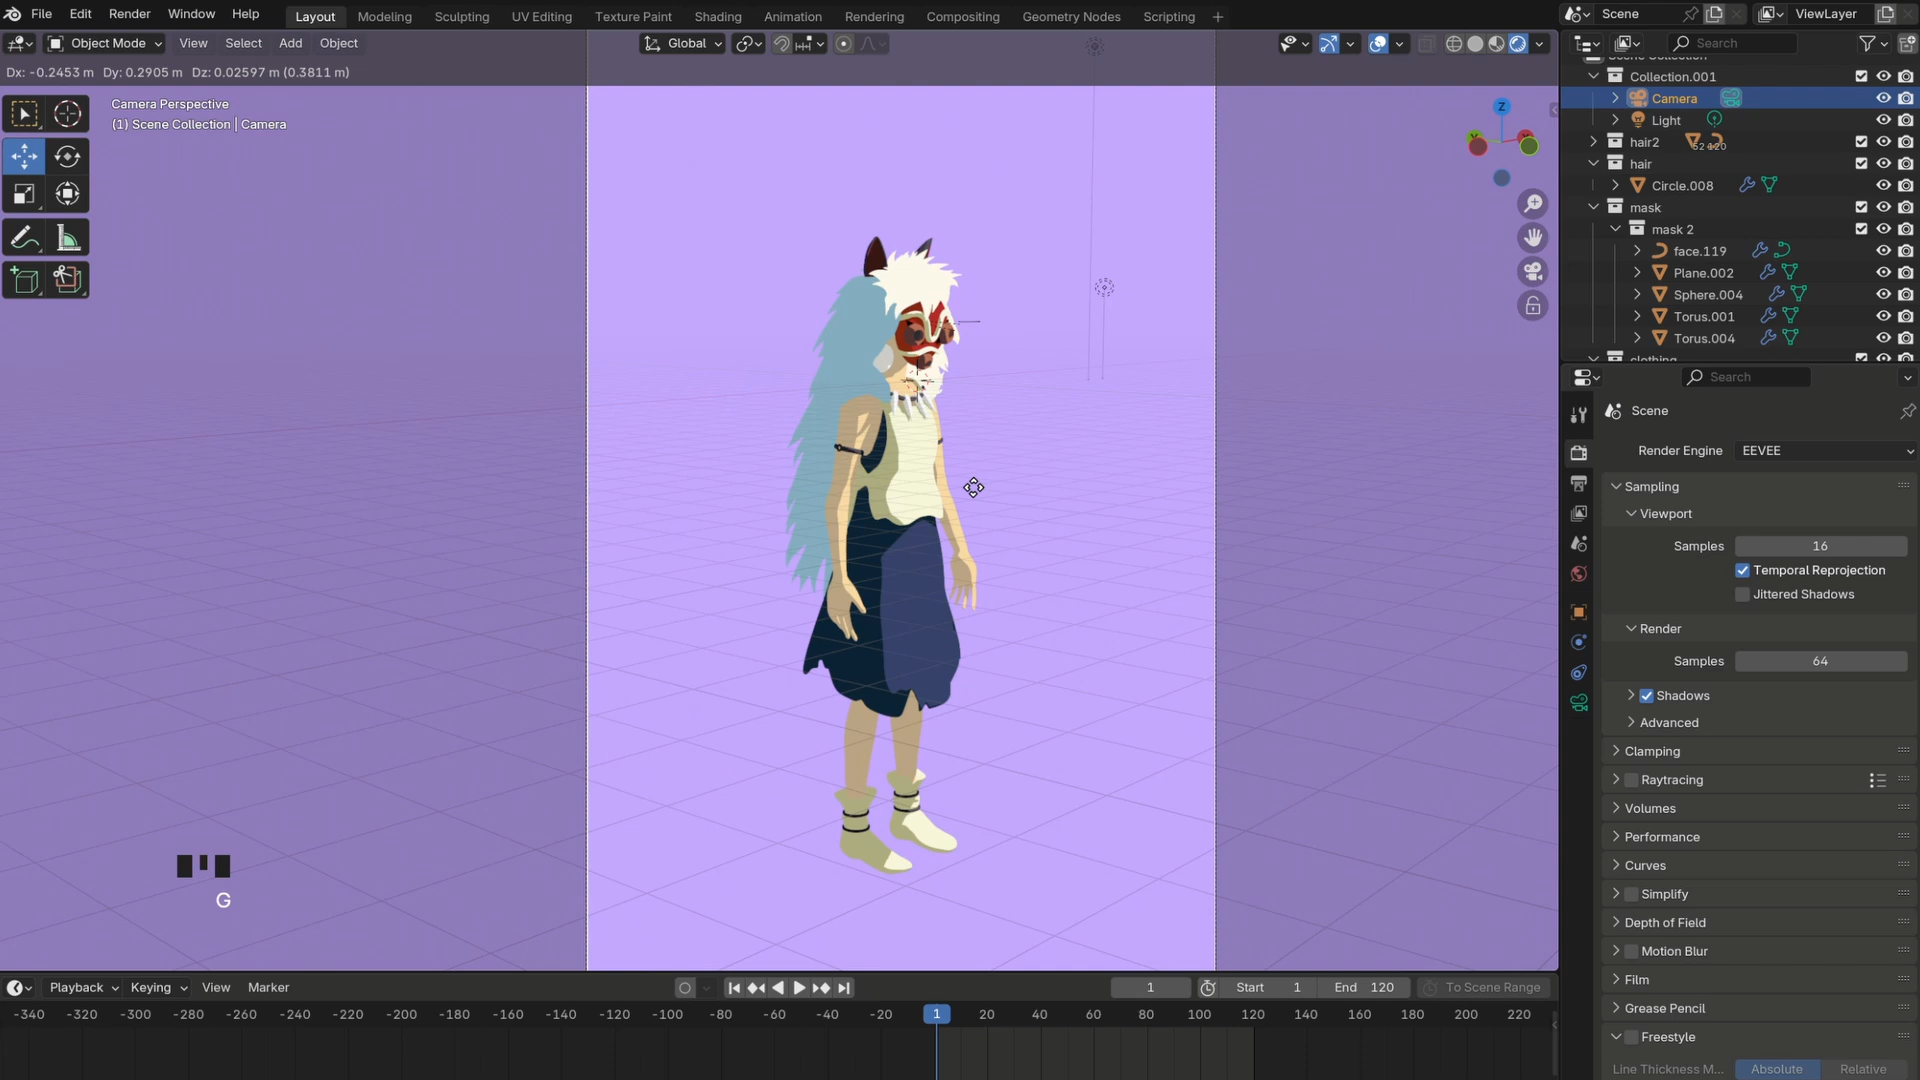 File Edit Render Window Help Layout Modeling Sculpting UV Editing Texture Paint Shading Animation Rendering Compositing Geometry Nodes Scripting + Scene ViewLayer
Object Mode View Select Add Object Global Search
Dx: -0.2453 m Dy: 0.2905 m Dz: 0.02597 m (0.3811 m)
Camera Perspective
(1) Scene Collection | Camera
Z
G
Scene Collection
Collection.001
Camera
Light
hair2 52 120
hair
Circle.008
mask
mask 2
face.119
Plane.002
Sphere.004
Torus.001
Torus.004
clothing
Search
Scene
Render Engine EEVEE
Sampling
Viewport
Samples 16
Temporal Reprojection
Jittered Shadows
Render
Samples 64
Shadows
Advanced
Clamping
Raytracing
Volumes
Performance
Curves
Simplify
Depth of Field
Motion Blur
Film
Grease Pencil
Freestyle
Line Thickness M... Absolute Relative
Playback Keying View Marker 1 Start 1 End 120 To Scene Range
-340 -320 -300 -280 -260 -240 -220 -200 -180 -160 -140 -120 -100 -80 -60 -40 -20 1 20 40 60 80 100 120 140 160 180 200 220